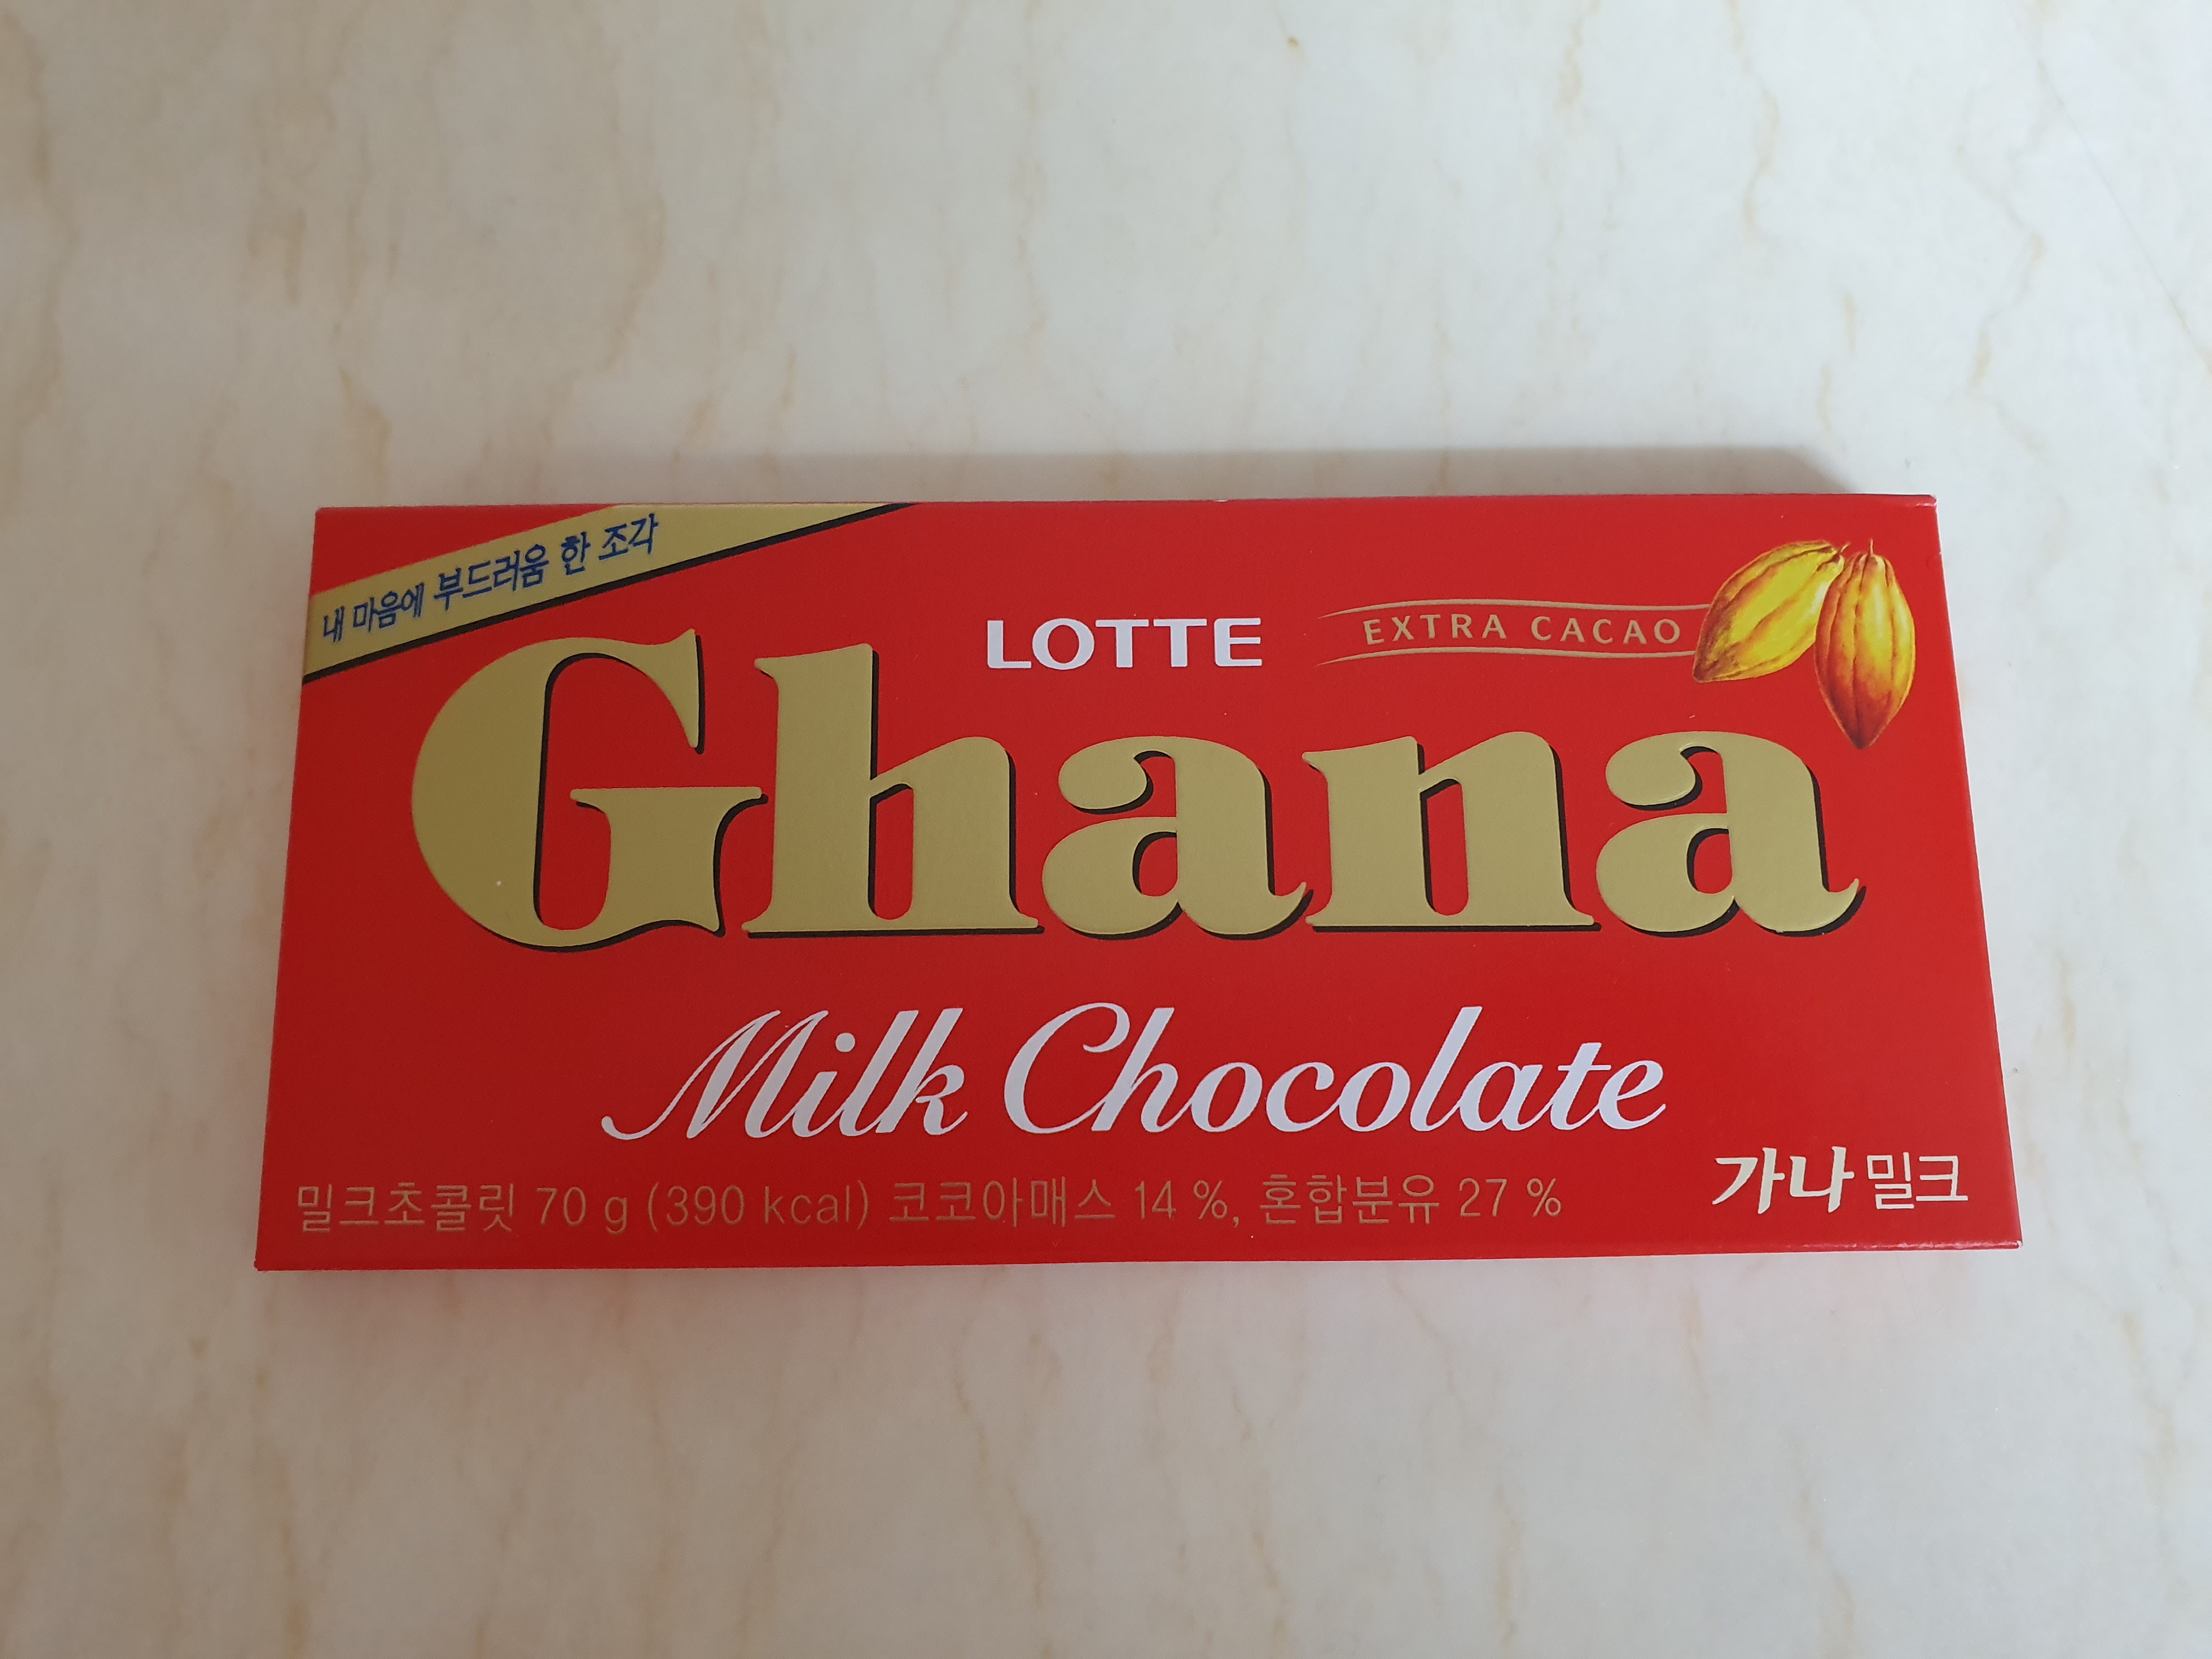 내 마음에 부드러움 한 조각
LOTTE
EXTRA CACAO
Ghana
Milk Chocolate
가나 밀크
밀크초콜릿 70 g (390 kcal) 코코아매스 14 %, 혼합분유 27 %